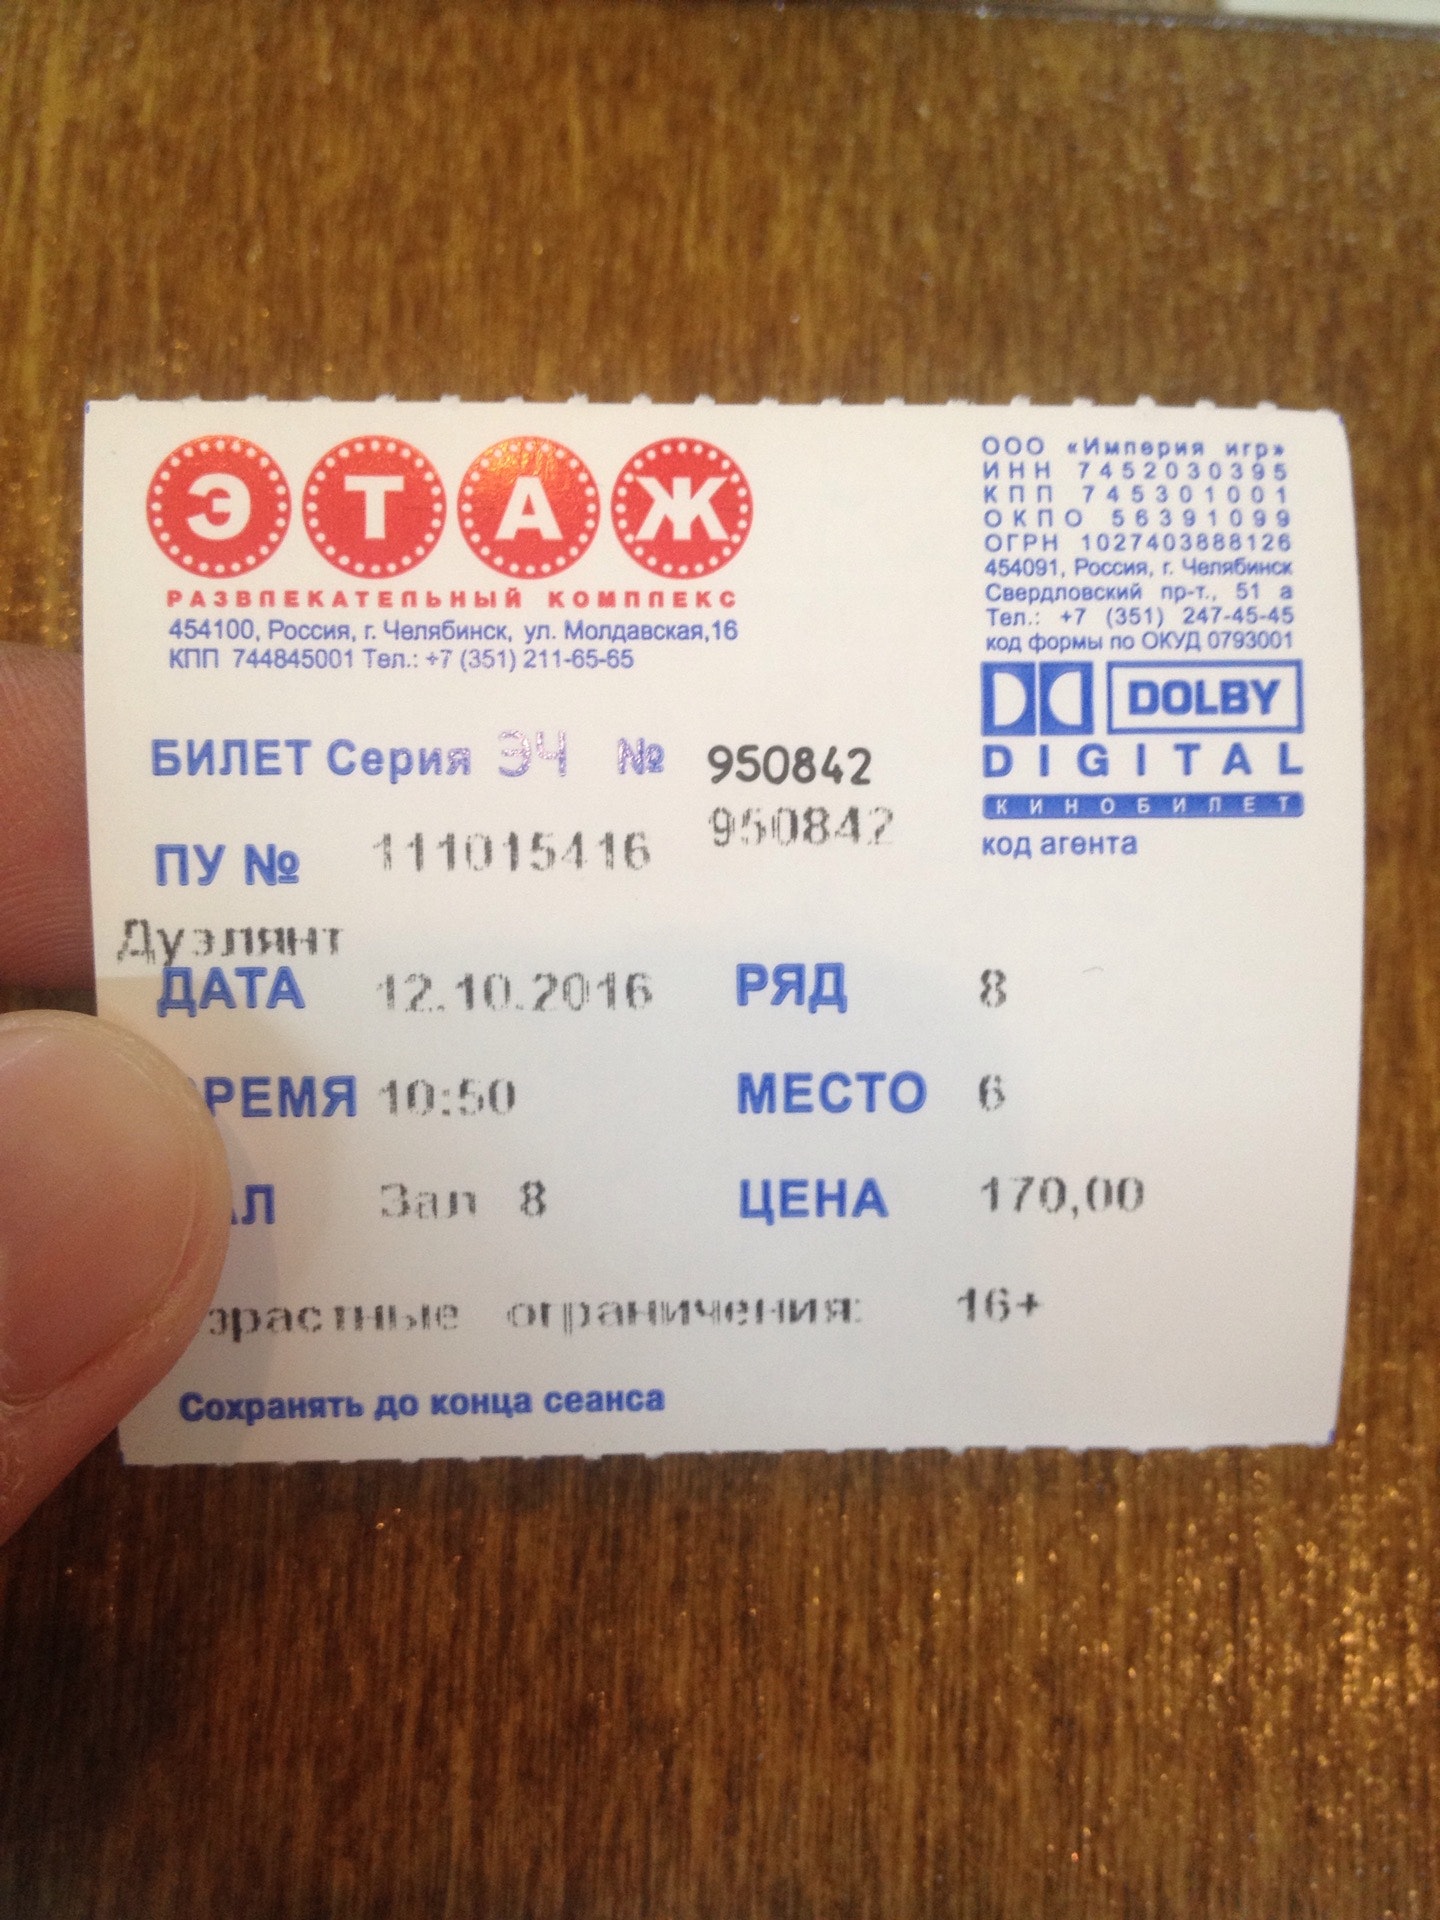 ЭТАЖ
РАЗВЛЕКАТЕЛЬНЫЙ КОМПЛЕКС
454100, Россия, г. Челябинск, ул. Молдавская,16
КПП 744845001 Тел.: +7 (351) 211-65-65
ООО «Империя игр»
ИНН 7452030395
КПП 745301001
ОКПО 56391099
ОГРН 1027403888126
454091, Россия, г. Челябинск
Свердловский пр-т., 51 а
Тел.: +7 (351) 247-45-45
код формы по ОКУД 0793001
DOLBY
DIGITAL
КИНОБИЛЕТ
код агента
БИЛЕТ Серия ЭЧ № 950842
950842
ПУ № 111015416
Дуэлянт
ДАТА 12.10.2016 РЯД 8
РЕМЯ 10:50 МЕСТО 6
АЛ Зал 8 ЦЕНА 170,00
зрастные ограничения: 16+
Сохранять до конца сеанса